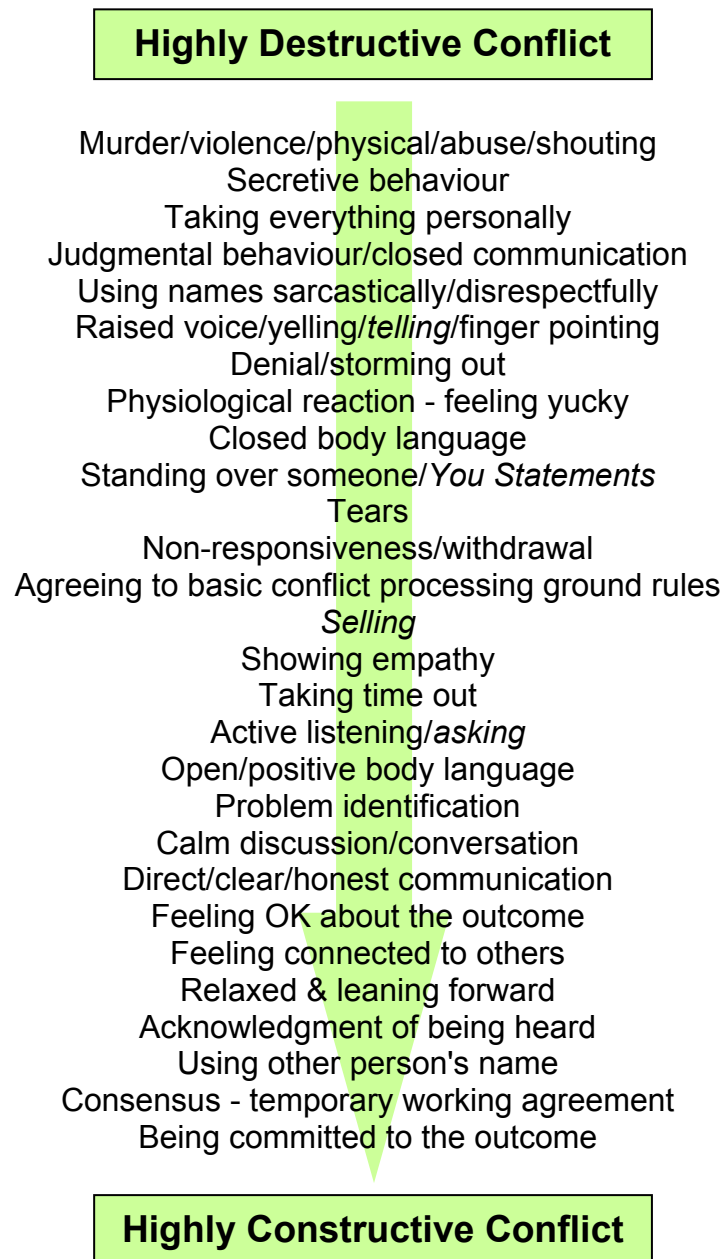 Highly Destructive Conflict
Murder/violence/physical/abuse/shouting
Secretive behaviour
Taking everything personally
Judgmental behaviour/closed communication
Using names sarcastically/disrespectfully
Raised voice/yelling/telling/finger pointing
Denial/storming out
Physiological reaction - feeling yucky
Closed body language
Standing over someone/You Statements
Tears
Non-responsiveness/withdrawal
Agreeing to basic conflict processing ground rules
Selling
Showing empathy
Taking time out
Active listening/asking
Open/positive body language
Problem identification
Calm discussion/conversation
Direct/clear/honest communication
Feeling OK about the outcome
Feeling connected to others
Relaxed & leaning forward
Acknowledgment of being heard
Using other person's name
Consensus - temporary working agreement
Being committed to the outcome
Highly Constructive Conflict